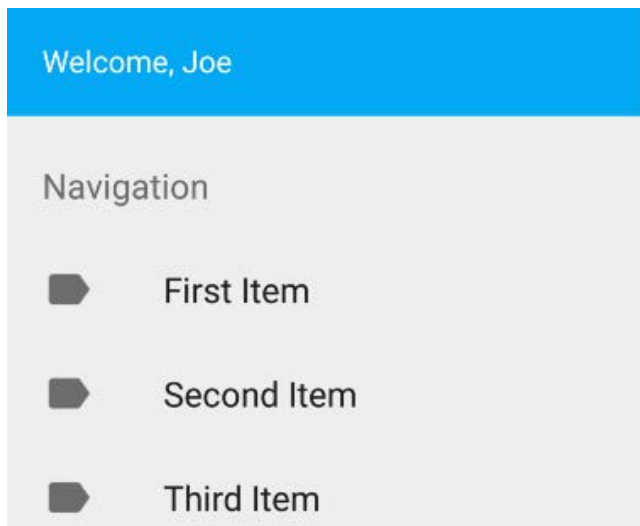 Welcome, Joe
Navigation
First Item
Second Item
Third Item